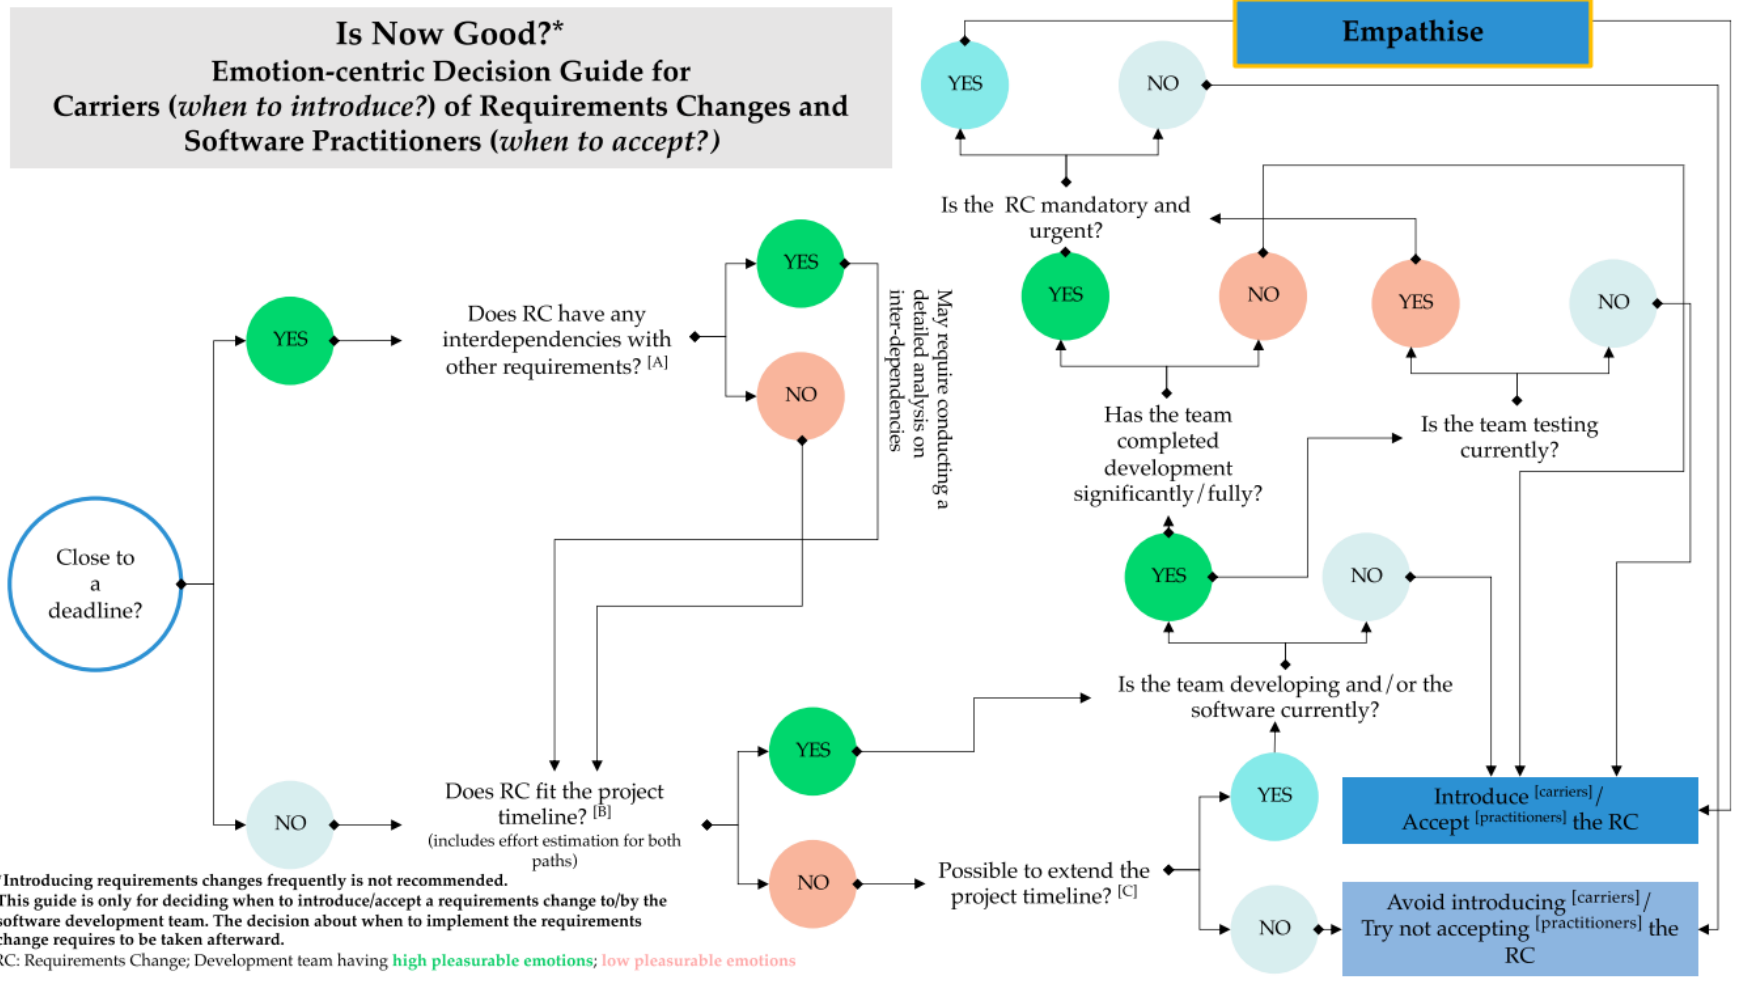 Is Now Good?*
Emotion-centric Decision Guide for
Carriers (when to introduce?) of Requirements Changes and
Software Practitioners (when to accept?)
Empathise
YES
NO
Is the RC mandatory and
urgent?
YES
NO
YES
NO
YES
Does RC have any
interdependencies with
other requirements? [A]
YES
NO
May require conducting a
detailed analysis on
inter-dependencies
Has the team
completed
development
significantly/fully?
Is the team testing
currently?
Close to
a
deadline?
YES
NO
Is the team developing and/or the
software currently?
NO
Does RC fit the project
timeline? [B]
(includes effort estimation for both
paths)
YES
NO
Possible to extend the
project timeline? [C]
YES
NO
Introduce [carriers]/
Accept [practitioners] the RC
Avoid introducing [carriers]/
Try not accepting [practitioners] the
RC
*Introducing requirements changes frequently is not recommended.
This guide is only for deciding when to introduce/accept a requirements change to/by the
software development team. The decision about when to implement the requirements
change requires to be taken afterward.
RC: Requirements Change; Development team having high pleasurable emotions; low pleasurable emotions